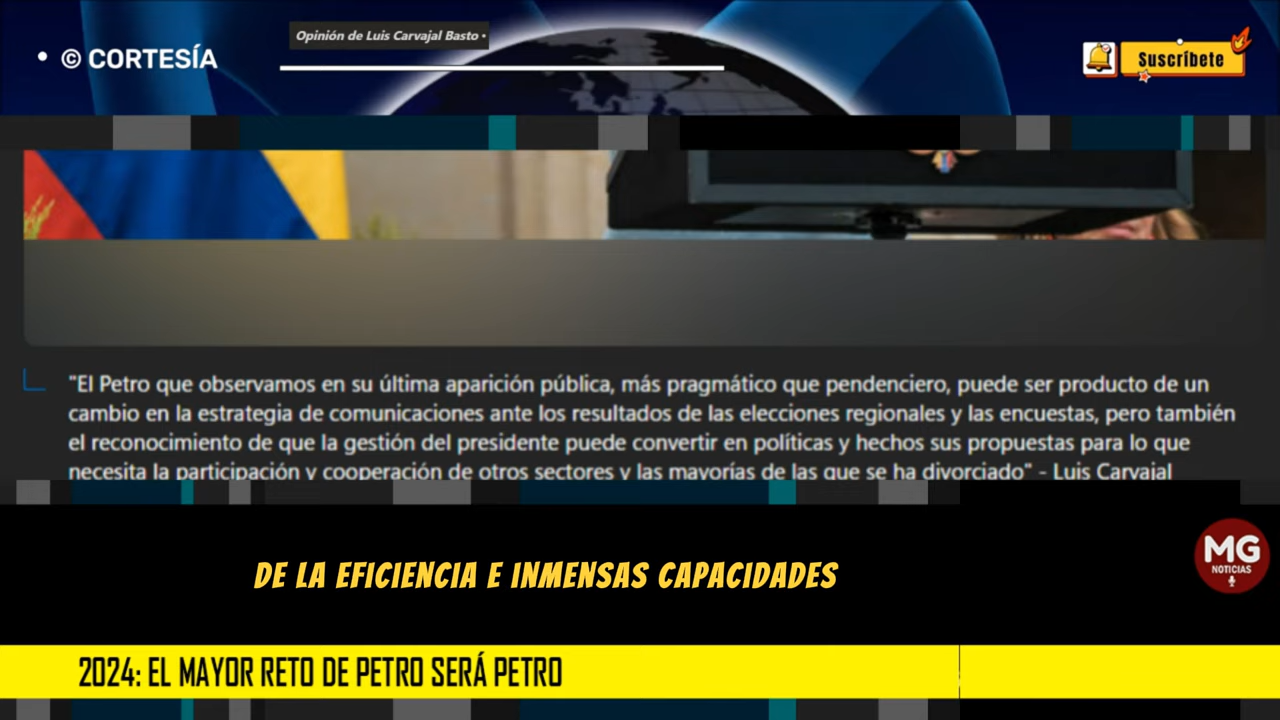 Opinión de Luis Carvajal Basto •
• © CORTESÍA
Suscríbete
"El Petro que observamos en su última aparición pública, más pragmático que pendenciero, puede ser producto de un
cambio en la estrategia de comunicaciones ante los resultados de las elecciones regionales y las encuestas, pero también
el reconocimiento de que la gestión del presidente puede convertir en políticas y hechos sus propuestas para lo que
necesita la participación y cooperación de otros sectores y las mayorías de las que se ha divorciado" - Luis Carvajal
DE LA EFICIENCIA E INMENSAS CAPACIDADES
MG
NOTICIAS
2024: EL MAYOR RETO DE PETRO SERÁ PETRO